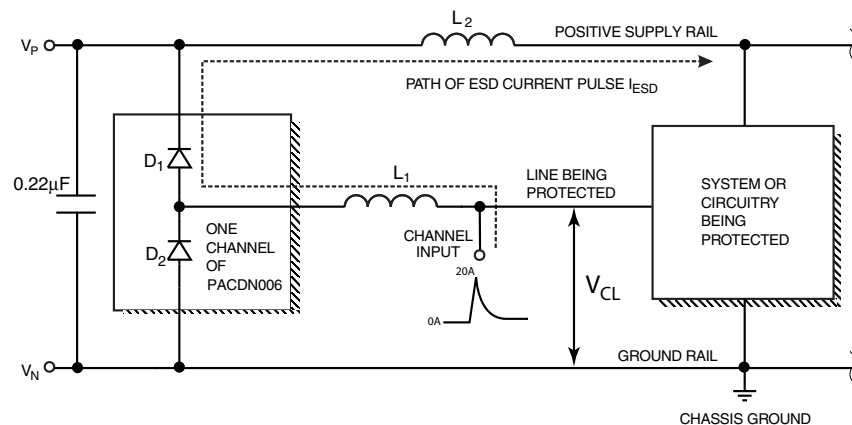 L2
VP
POSITIVE SUPPLY RAIL
PATH OF ESD CURRENT PULSE IESD
D1
L1
0.22µF
LINE BEING
PROTECTED
SYSTEM OR
CIRCUITRY
BEING
PROTECTED
ONE
CHANNEL
OF
PACDN006
D2
CHANNEL
INPUT
20A
0A
VCL
VN
GROUND RAIL
CHASSIS GROUND